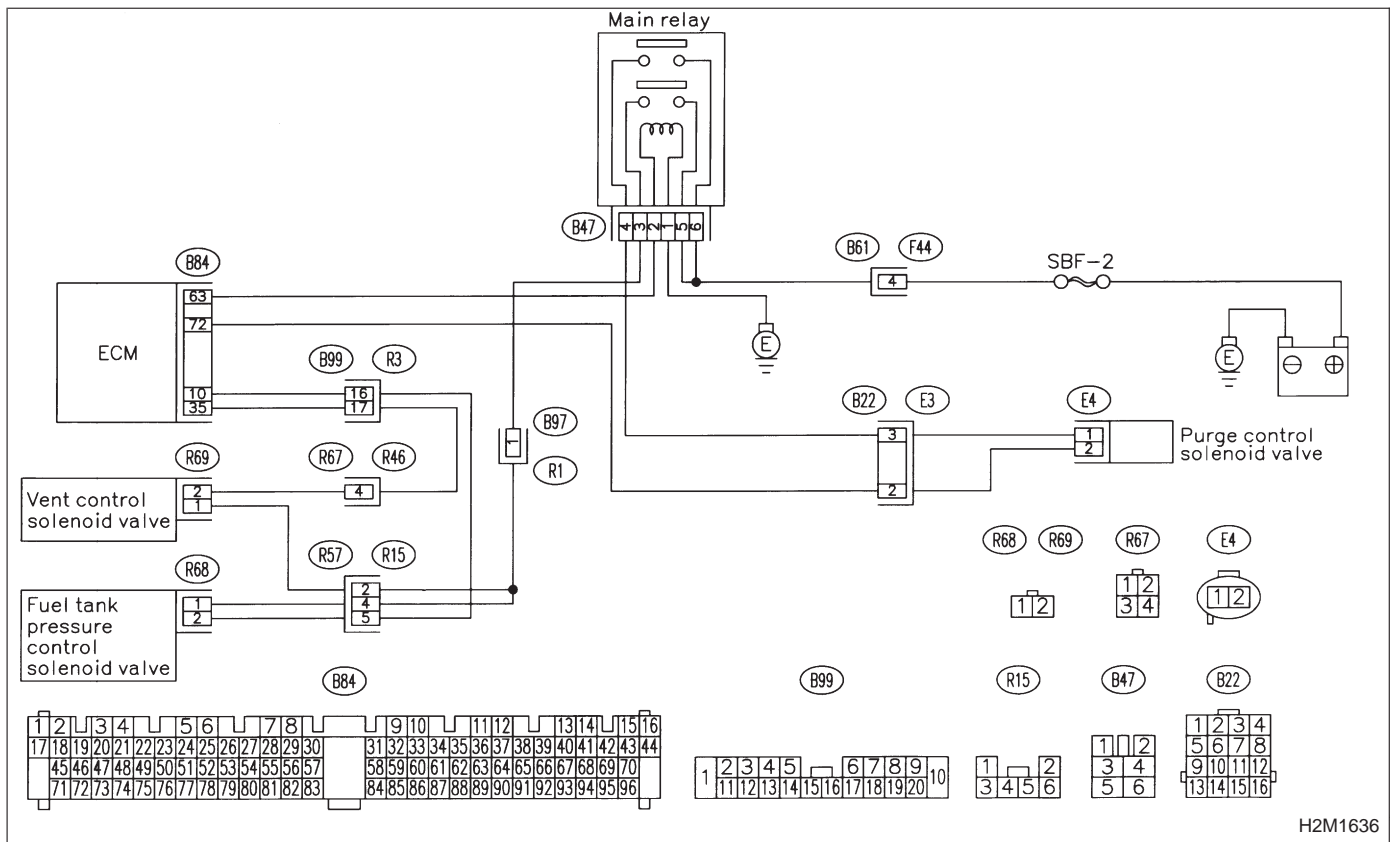 Main relay
B47
4 3 2 1 5 6
B84
B61 F44
SBF-2
63
4
72
ECM
E
E
⊖ ⊕
B99 R3
B22 E3
E4
10
16
35
17
3
1
2
Purge control
solenoid valve
B97
1
R1
R69
R67 R46
2
4
2
1
Vent control
solenoid valve
R57 R15
R68 R69
R67
E4
R68
2
1
4
2
5
Fuel tank
pressure
control
solenoid valve
1 2
1 2
3 4
1 2
B84
B99
R15
B47
B22
1 2 3 4 5 6 7 8 9 10 11 12 13 14 15 16
17 18 19 20 21 22 23 24 25 26 27 28 29 30 31 32 33 34 35 36 37 38 39 40 41 42 43 44
45 46 47 48 49 50 51 52 53 54 55 56 57 58 59 60 61 62 63 64 65 66 67 68 69 70
71 72 73 74 75 76 77 78 79 80 81 82 83 84 85 86 87 88 89 90 91 92 93 94 95 96
1 2 3 4 5 6 7 8 9 10
11 12 13 14 15 16 17 18 19 20
1 2
3 4 5 6
1 2
3 4
5 6
1 2 3 4
5 6 7 8
9 10 11 12
13 14 15 16
H2M1636